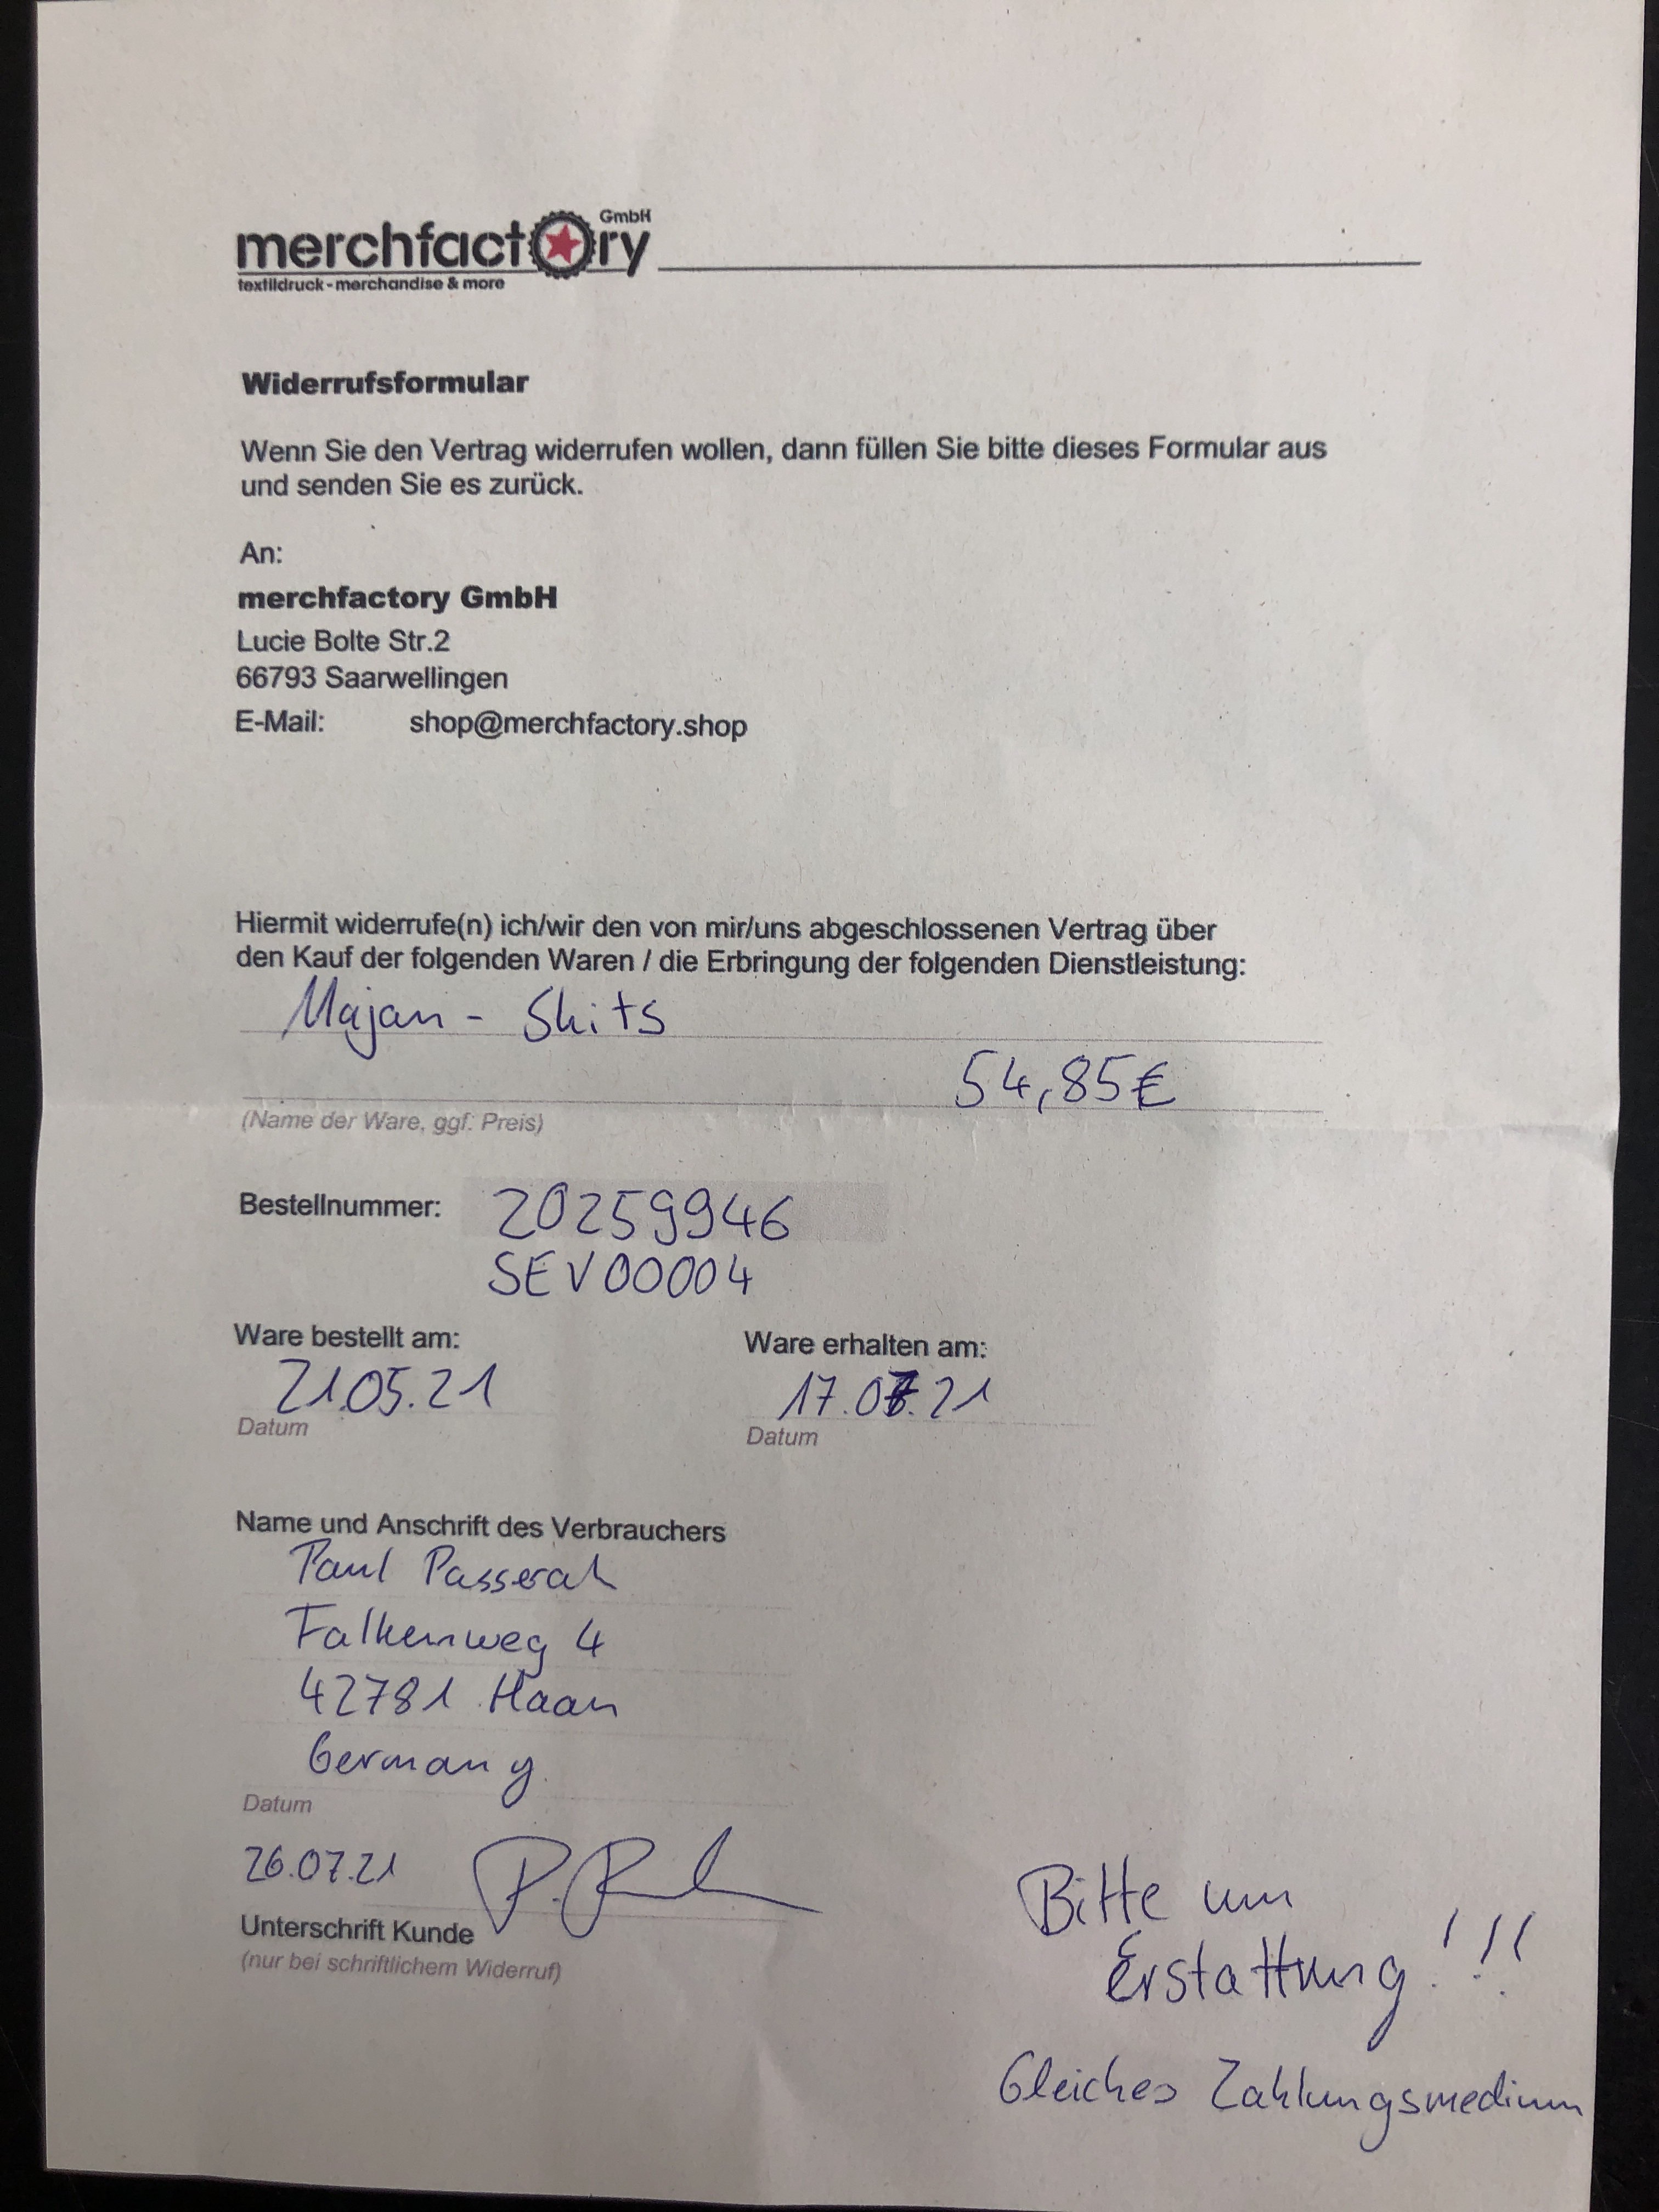 merchfactory GmbH
textildruck - merchandise & more
Widerrufsformular
Wenn Sie den Vertrag widerrufen wollen, dann füllen Sie bitte dieses Formular aus
und senden Sie es zurück.
An:
merchfactory GmbH
Lucie Bolte Str.2
66793 Saarwellingen
E-Mail: shop@merchfactory.shop
Hiermit widerrufe(n) ich/wir den von mir/uns abgeschlossenen Vertrag über
den Kauf der folgenden Waren / die Erbringung der folgenden Dienstleistung:
Majan - Shits
54,85€
(Name der Ware, ggf. Preis)
Bestellnummer: 20259946
SEV00004
Ware bestellt am: Ware erhalten am:
21.05.21 17.07.21
Datum Datum
Name und Anschrift des Verbrauchers
Paul Passerah
Falkenweg 4
42781 Haan
Germany
Datum
26.07.21
Unterschrift Kunde
(nur bei schriftlichem Widerruf)
Bitte um
Erstattung!!!
Gleiches Zahlungsmedium